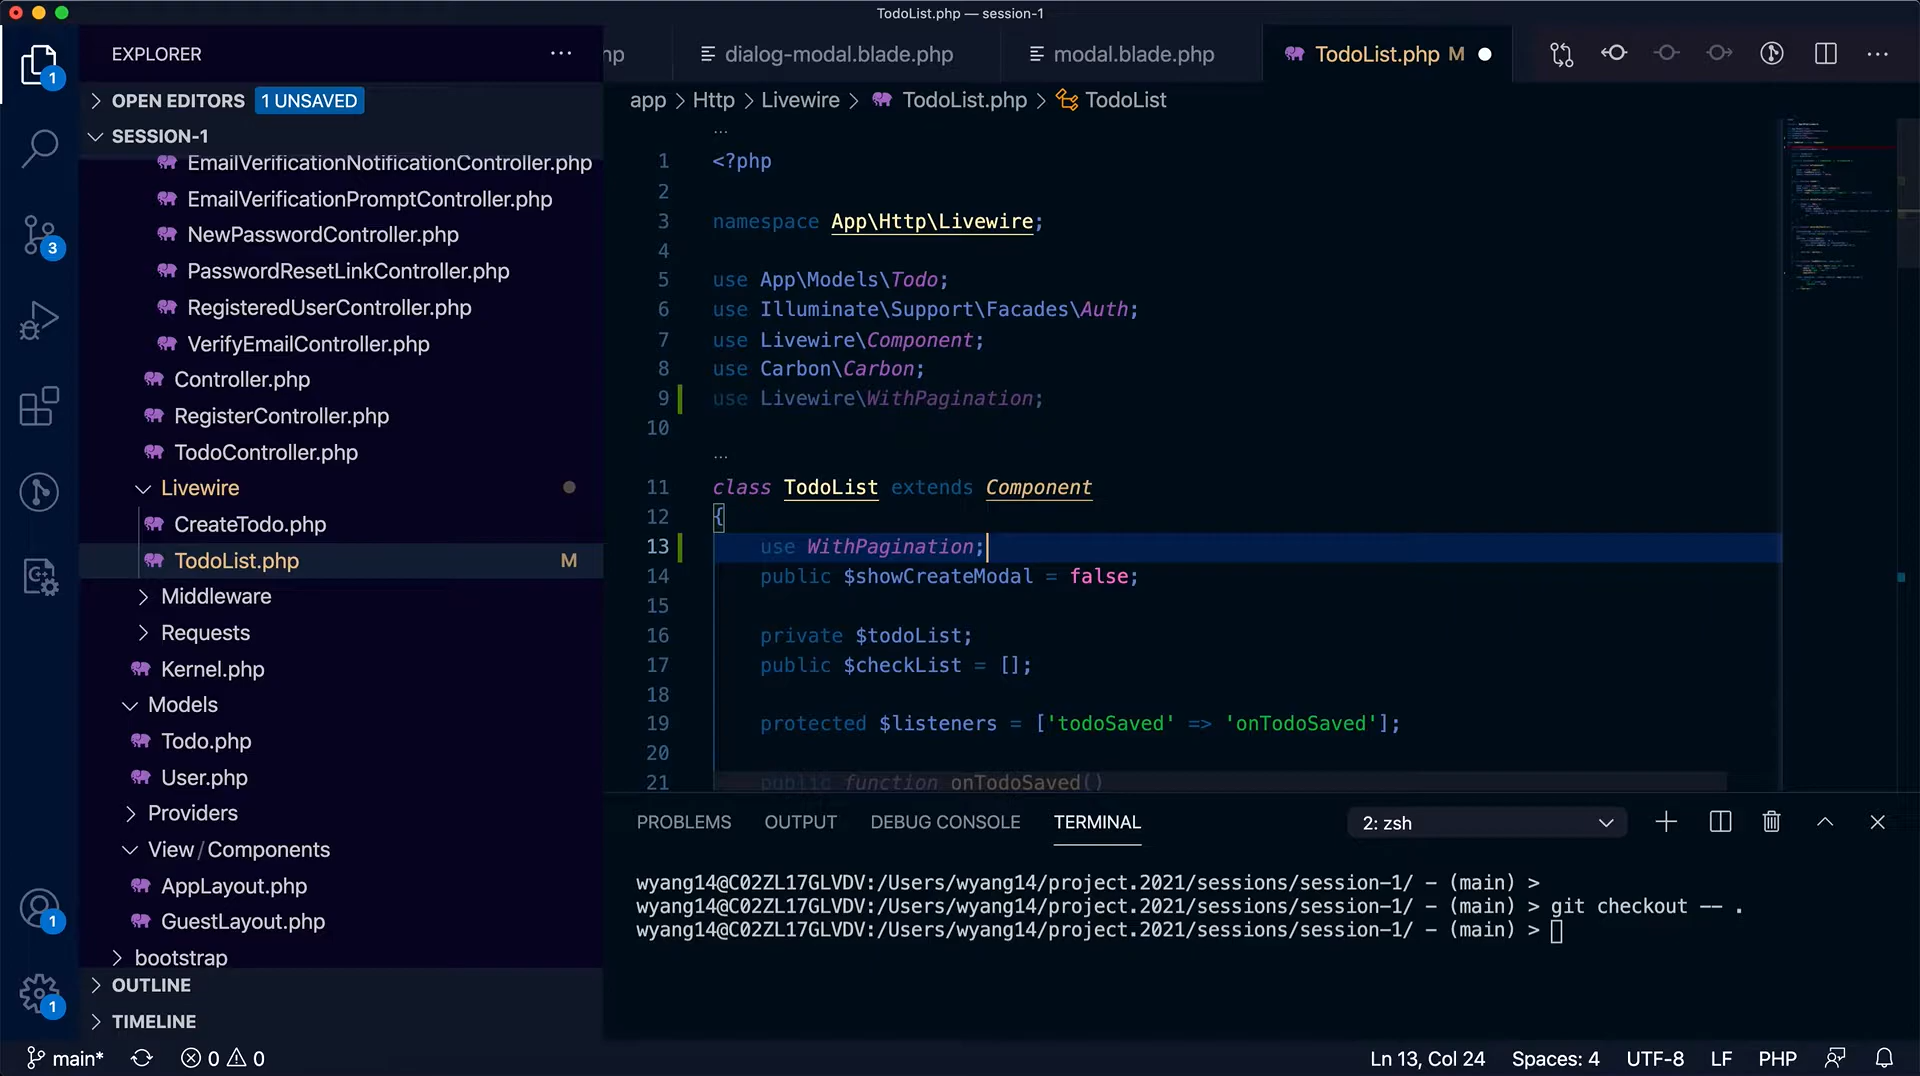 TodoList.php — session-1
EXPLORER
OPEN EDITORS 1 UNSAVED
SESSION-1
EmailVerificationNotificationController.php
EmailVerificationPromptController.php
NewPasswordController.php
PasswordResetLinkController.php
RegisteredUserController.php
VerifyEmailController.php
Controller.php
RegisterController.php
TodoController.php
Livewire
CreateTodo.php
TodoList.php M
Middleware
Requests
Kernel.php
Models
Todo.php
User.php
Providers
View / Components
AppLayout.php
GuestLayout.php
bootstrap
OUTLINE
TIMELINE
1
3
1
1
np dialog-modal.blade.php modal.blade.php TodoList.php M
app > Http > Livewire > TodoList.php > TodoList
...
1 <?php
2
3 namespace App\Http\Livewire;
4
5 use App\Models\Todo;
6 use Illuminate\Support\Facades\Auth;
7 use Livewire\Component;
8 use Carbon\Carbon;
9 use Livewire\WithPagination;
10
...
11 class TodoList extends Component
12 {
13 use WithPagination;
14 public $showCreateModal = false;
15
16 private $todoList;
17 public $checkList = [];
18
19 protected $listeners = ['todoSaved' => 'onTodoSaved'];
20
21 public function onTodoSaved()
PROBLEMS OUTPUT DEBUG CONSOLE TERMINAL 2: zsh
wyang14@C02ZL17GLVDV:/Users/wyang14/project.2021/sessions/session-1/ - (main) >
wyang14@C02ZL17GLVDV:/Users/wyang14/project.2021/sessions/session-1/ - (main) > git checkout -- .
wyang14@C02ZL17GLVDV:/Users/wyang14/project.2021/sessions/session-1/ - (main) >
main* 0 0 Ln 13, Col 24 Spaces: 4 UTF-8 LF PHP